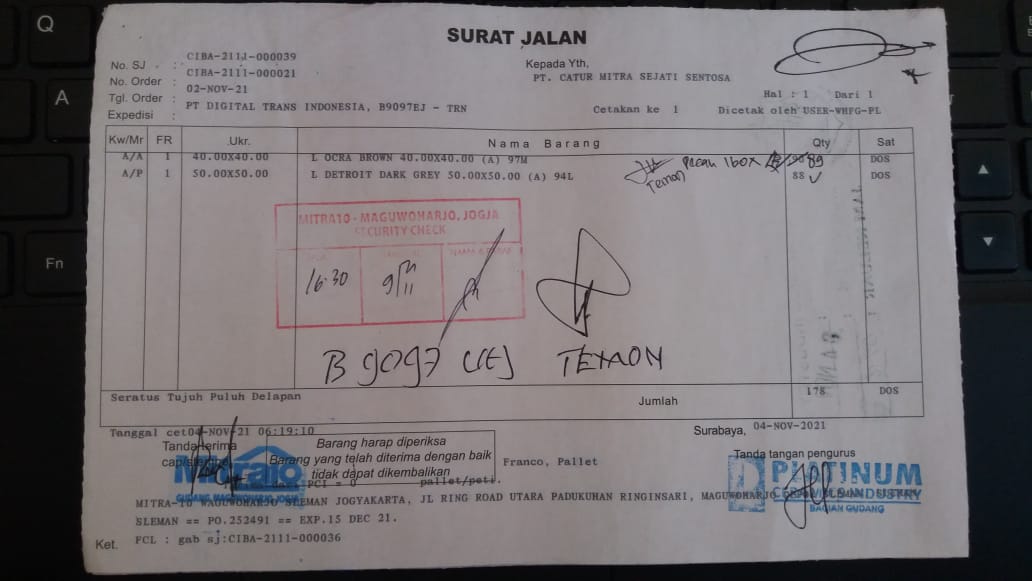 SURAT JALAN
No. SJ : CIBA-2111-000039
No. Order : CIBA-2111-000021
Tgl. Order : 02-NOV-21
Expedisi : PT DIGITAL TRANS INDONESIA, B9097EJ - TRN
Kepada Yth,
PT. CATUR MITRA SEJATI SENTOSA
Hal : 1 Dari 1
Cetakan ke 1 Dicetak oleh USER-WHFG-PL
Kw/Mr FR Ukr. Nama Barang Qty Sat
A/A 1 40.00X40.00 L OCRA BROWN 40.00X40.00 (A) 97M 90 89 DOS
Pecah 1 box
Temon
A/P 1 50.00X50.00 L DETROIT DARK GREY 50.00X50.00 (A) 94L 88 DOS
MITRA10 - MAGUWOHARJO, JOGJA
SECURITY CHECK
16.30 9/11
B 9097 (EJ TEMON
Seratus Tujuh Puluh Delapan Jumlah 178 DOS
Tanggal cet04-NOV-21 06:19:10
Surabaya, 04-NOV-2021
Tanda terima
Barang harap diperiksa
Barang yang telah diterima dengan baik
tidak dapat dikembalikan
Tanda tangan pengurus
Franco, Pallet
PCI = 0 pallet/peti.
Mitra10
GUDANG MAGUWOHARJO JOGJA
PLATINUM
CERAMICS INDUSTRY
BAGIAN GUDANG
MITRA-10 MAGUWOHARJO SLEMAN JOGYAKARTA, JL RING ROAD UTARA PADUKUHAN RINGINSARI, MAGUWOHARJO
SLEMAN == PO.252491 == EXP.15 DEC 21.
Ket. FCL : gab sj:CIBA-2111-000036
Q
A
Fn